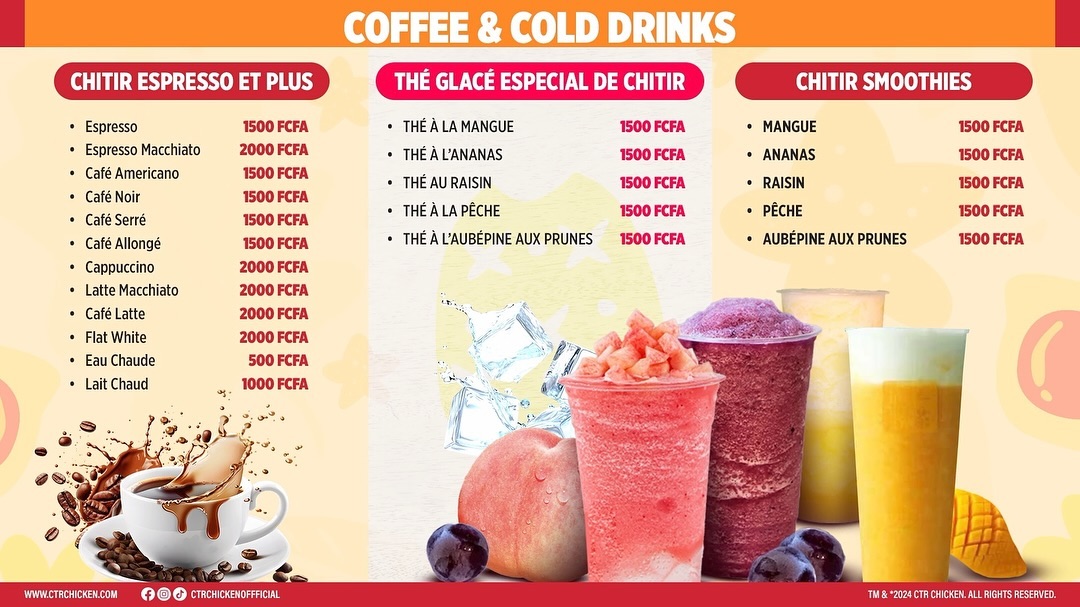 COFFEE & COLD DRINKS
CHITIR ESPRESSO ET PLUS
• Espresso 1500 FCFA
• Espresso Macchiato 2000 FCFA
• Café Americano 1500 FCFA
• Café Noir 1500 FCFA
• Café Serré 1500 FCFA
• Café Allongé 1500 FCFA
• Cappuccino 2000 FCFA
• Latte Macchiato 2000 FCFA
• Café Latte 2000 FCFA
• Flat White 2000 FCFA
• Eau Chaude 500 FCFA
• Lait Chaud 1000 FCFA
THÉ GLACÉ ESPECIAL DE CHITIR
• THÉ À LA MANGUE 1500 FCFA
• THÉ À L'ANANAS 1500 FCFA
• THÉ AU RAISIN 1500 FCFA
• THÉ À LA PÊCHE 1500 FCFA
• THÉ À L'AUBÉPINE AUX PRUNES 1500 FCFA
CHITIR SMOOTHIES
• MANGUE 1500 FCFA
• ANANAS 1500 FCFA
• RAISIN 1500 FCFA
• PÊCHE 1500 FCFA
• AUBÉPINE AUX PRUNES 1500 FCFA
WWW.CTRCHICKEN.COM
CTRCHICKENOFFFICIAL
TM & *2024 CTR CHICKEN. ALL RIGHTS RESERVED.